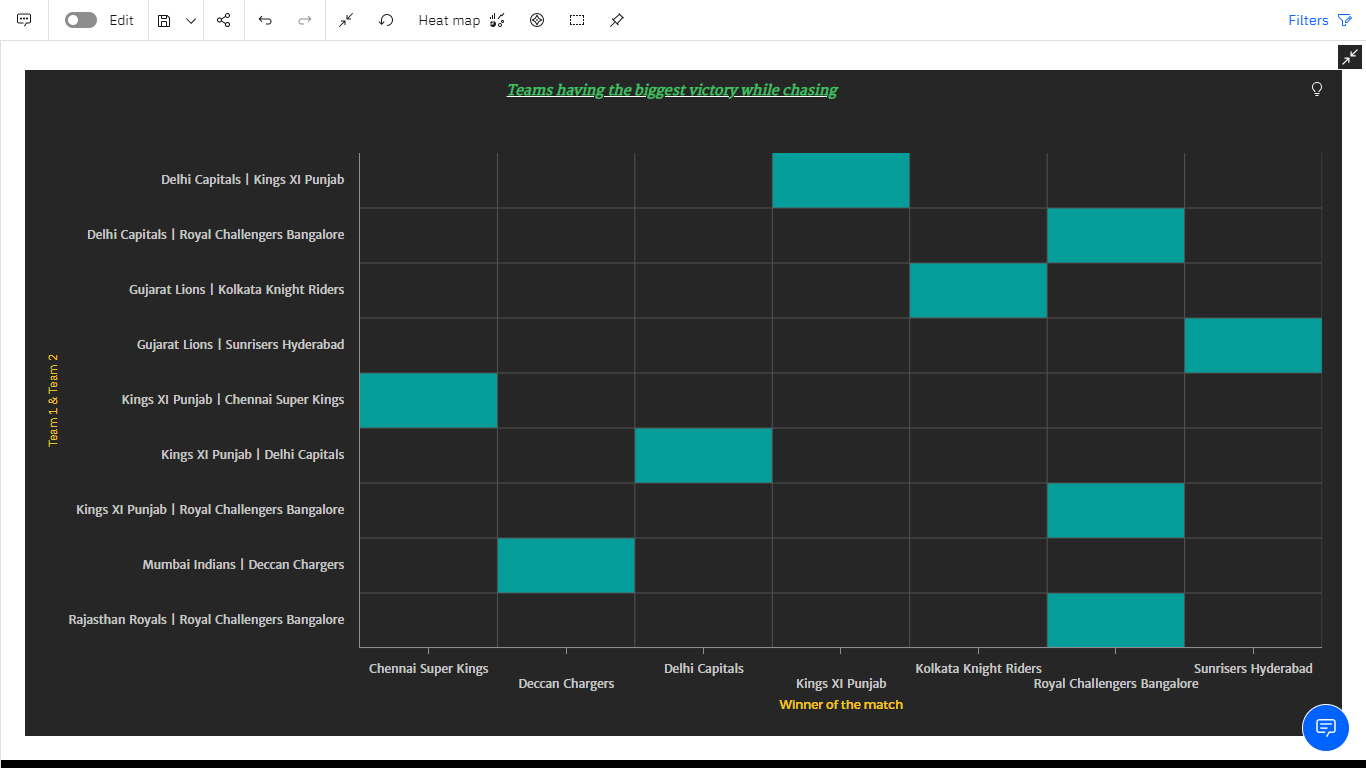 Edit
Heat map
Filters
Teams having the biggest victory while chasing
Delhi Capitals | Kings XI Punjab
Delhi Capitals | Royal Challengers Bangalore
Gujarat Lions | Kolkata Knight Riders
Gujarat Lions | Sunrisers Hyderabad
Kings XI Punjab | Chennai Super Kings
Kings XI Punjab | Delhi Capitals
Kings XI Punjab | Royal Challengers Bangalore
Mumbai Indians | Deccan Chargers
Rajasthan Royals | Royal Challengers Bangalore
Team 1 & Team 2
Chennai Super Kings
Deccan Chargers
Delhi Capitals
Kings XI Punjab
Kolkata Knight Riders
Royal Challengers Bangalore
Sunrisers Hyderabad
Winner of the match